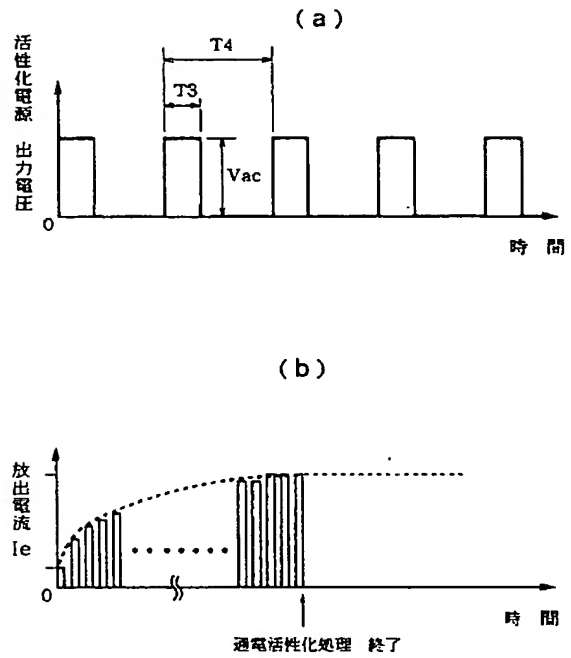 (a)
活性化電源 出力電圧
T4
T3
Vac
0
時 間
(b)
放出電流
Ie
0
時 間
通電活性化処理 終了